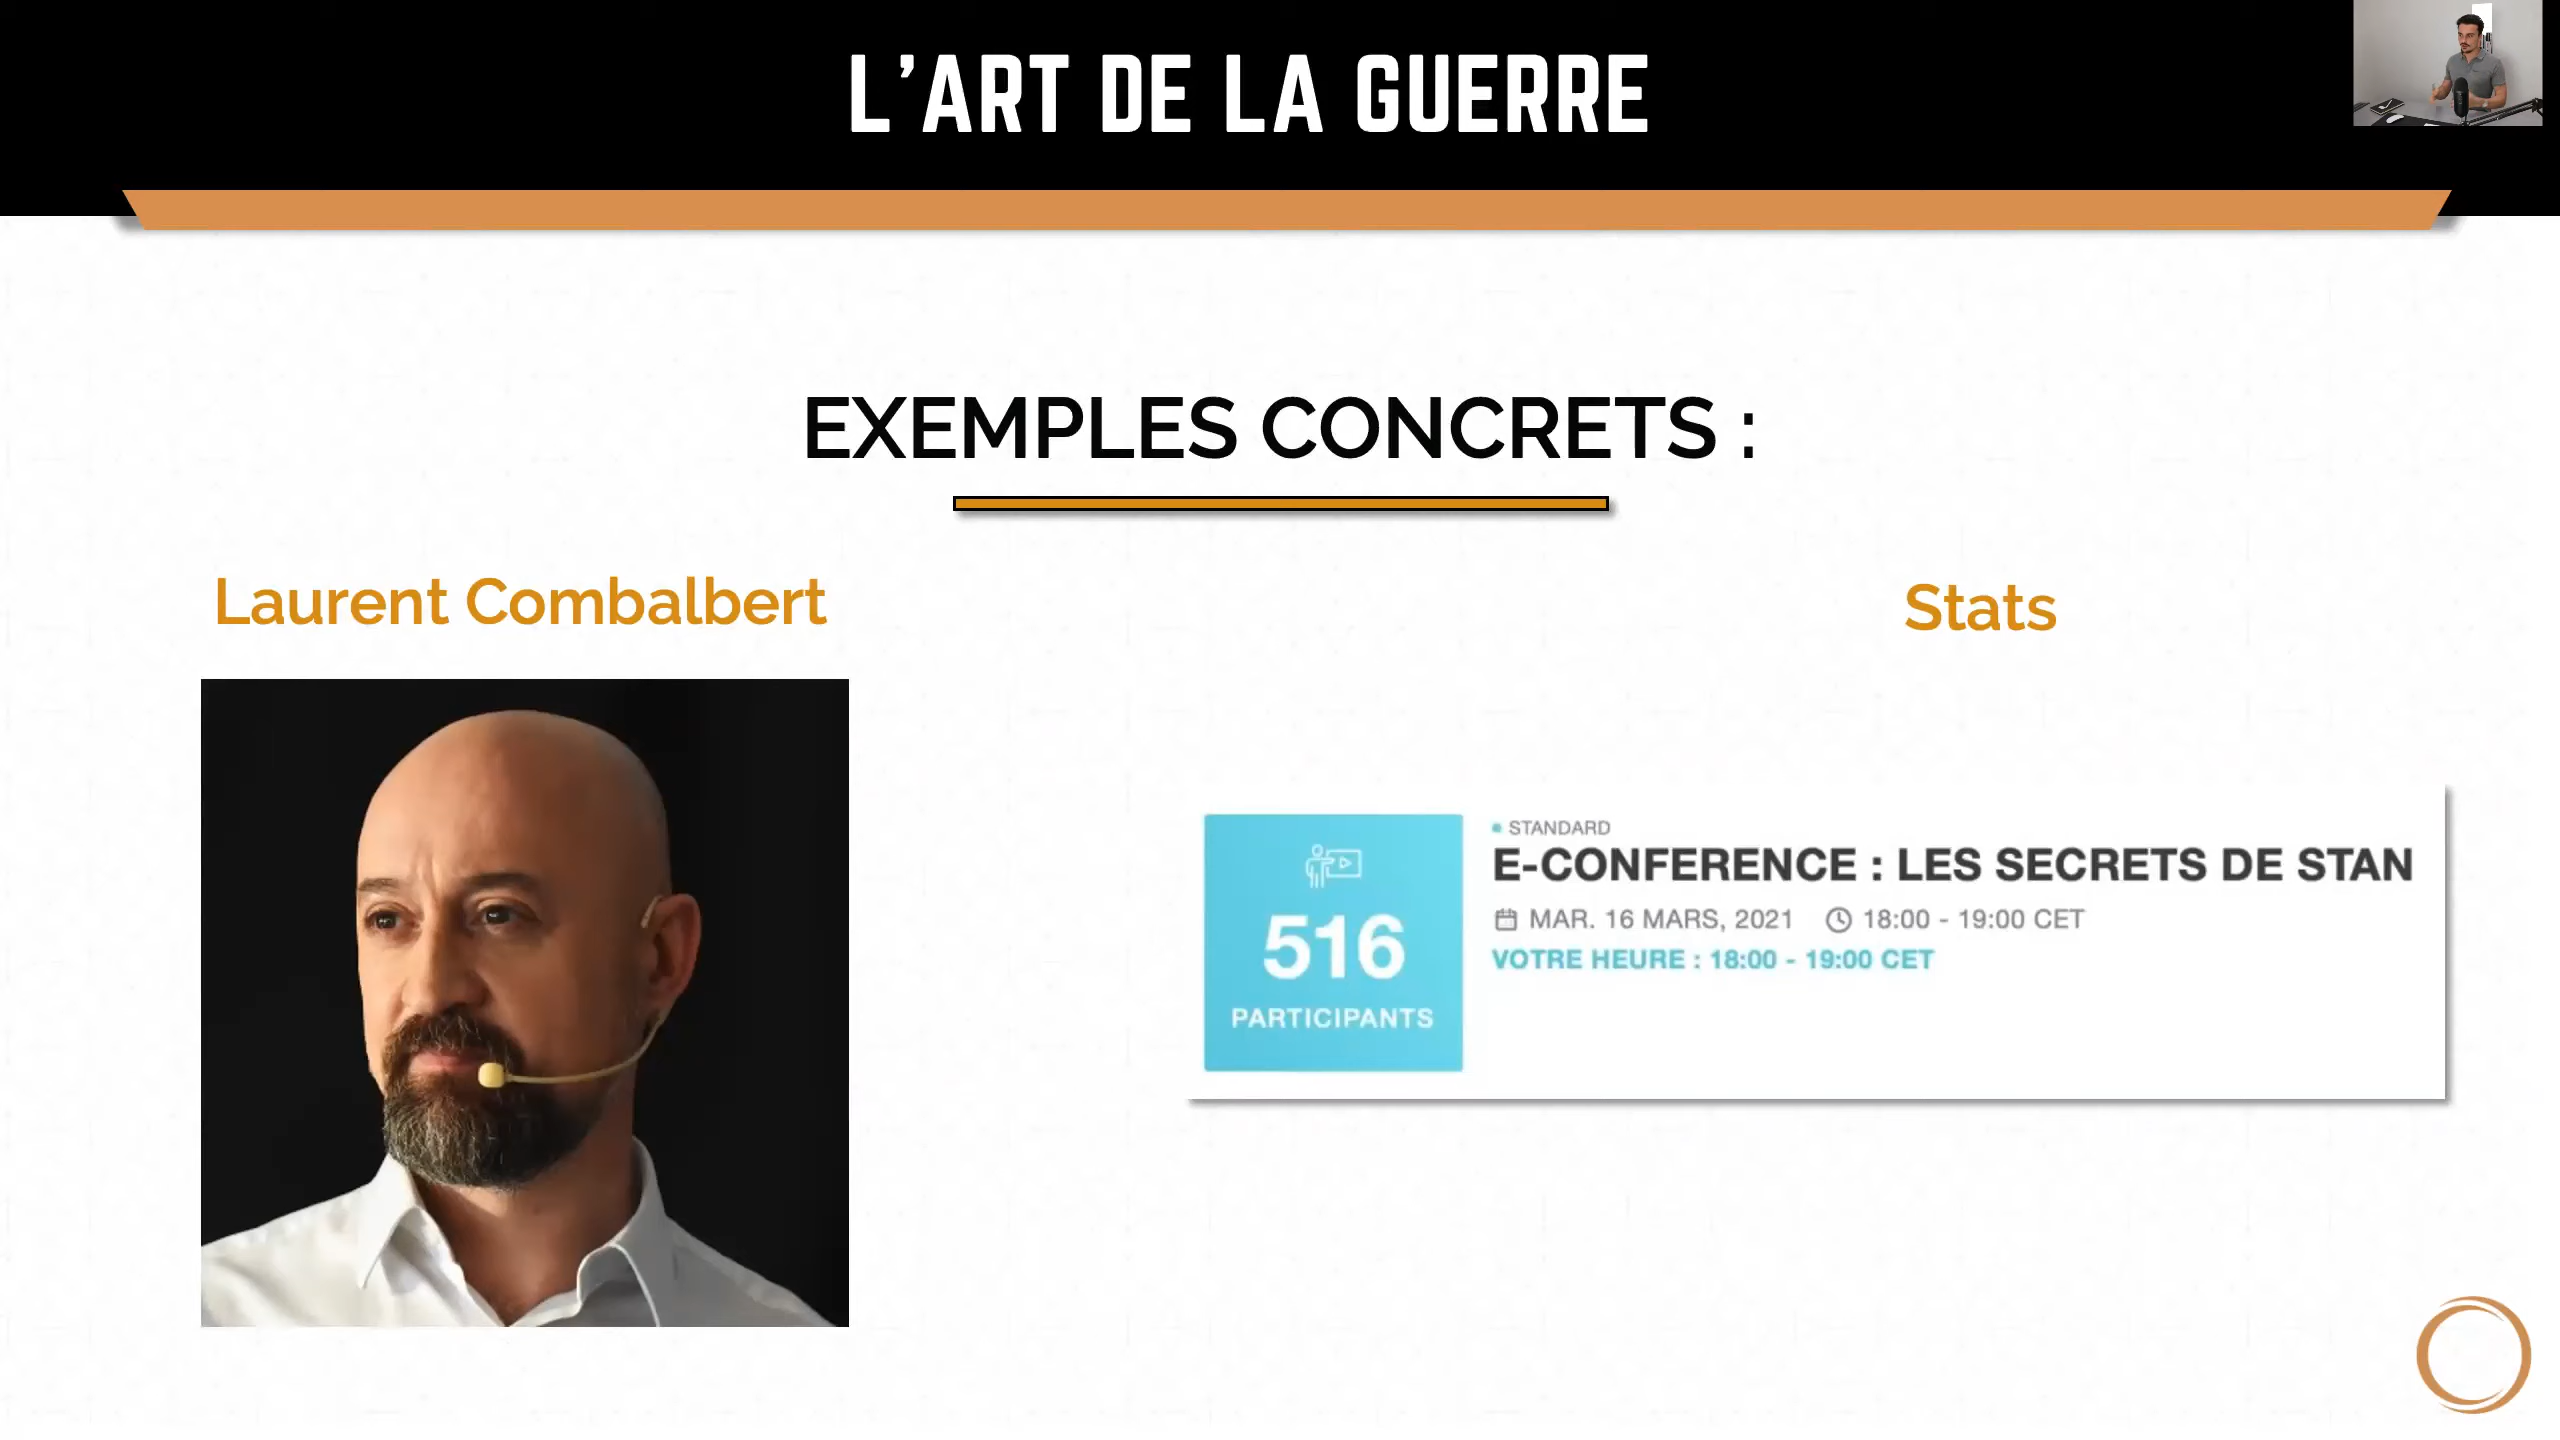 L'ART DE LA GUERRE
EXEMPLES CONCRETS :
Laurent Combalbert
Stats
516
PARTICIPANTS
STANDARD
E-CONFERENCE : LES SECRETS DE STAN
MAR. 16 MARS, 2021 18:00 - 19:00 CET
VOTRE HEURE : 18:00 - 19:00 CET